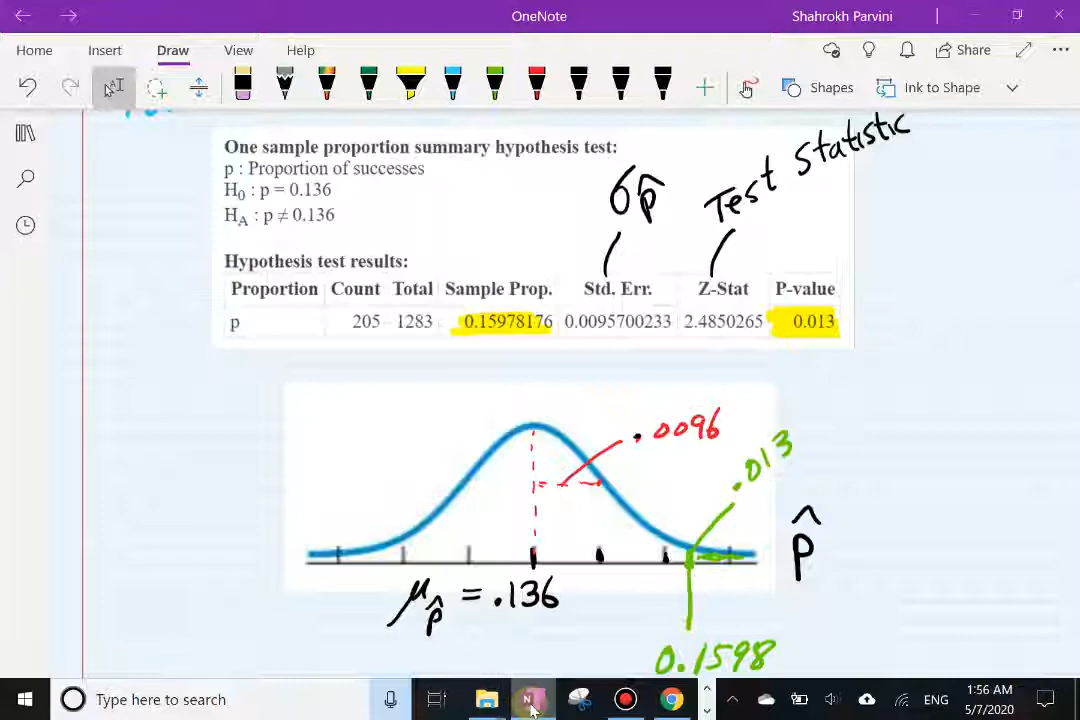 OneNote
Shahrokh Parvini
Home Insert Draw View Help
Share
Shapes
Ink to Shape
One sample proportion summary hypothesis test:
p : Proportion of successes
H₀ : p = 0.136
Hₐ : p ≠ 0.136
σp̂
Test Statistic
Hypothesis test results:
Proportion Count Total Sample Prop. Std. Err. Z-Stat P-value
p 205 1283 0.15978176 0.0095700233 2.4850265 0.013
.0096
.013
p̂
μp̂ = .136
0.1598
Type here to search
N
ENG
1:56 AM
5/7/2020